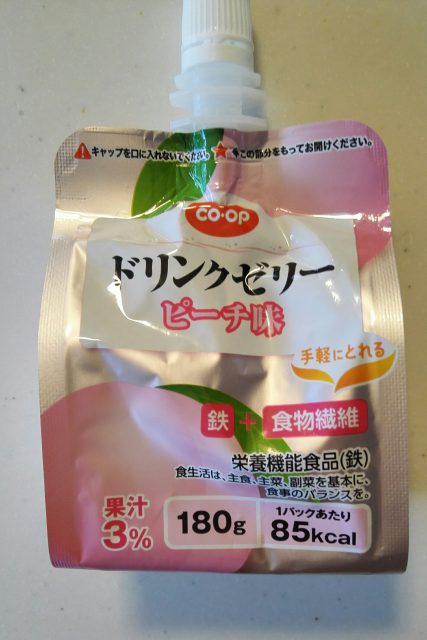 キャップを口に入れないでください。
この部分をもってお開けください。
CO·OP
ドリンクゼリー
ピーチ味
手軽にとれる
鉄+食物繊維
栄養機能食品(鉄)
食生活は、主食、主菜、副菜を基本に、
食事のバランスを。
果汁
3%
180g
1パックあたり
85kcal